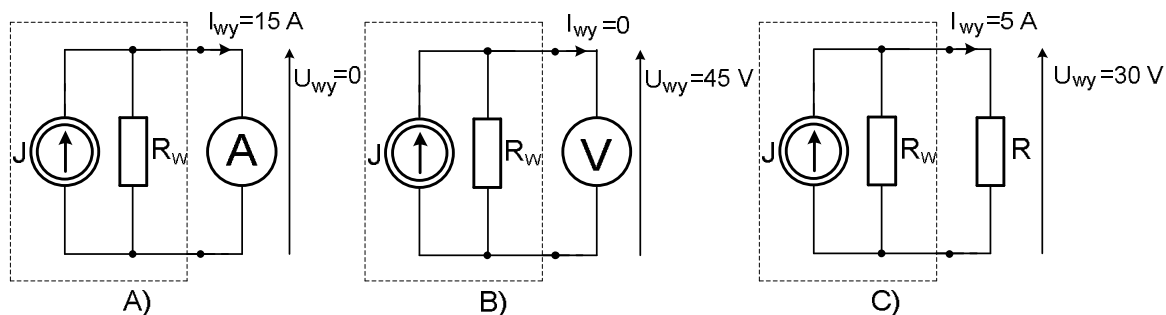 I_wy=15 A
U_wy=0
J
R_W
A
A)
I_wy=0
U_wy=45 V
J
R_W
V
B)
I_wy=5 A
U_wy=30 V
J
R_W
R
C)